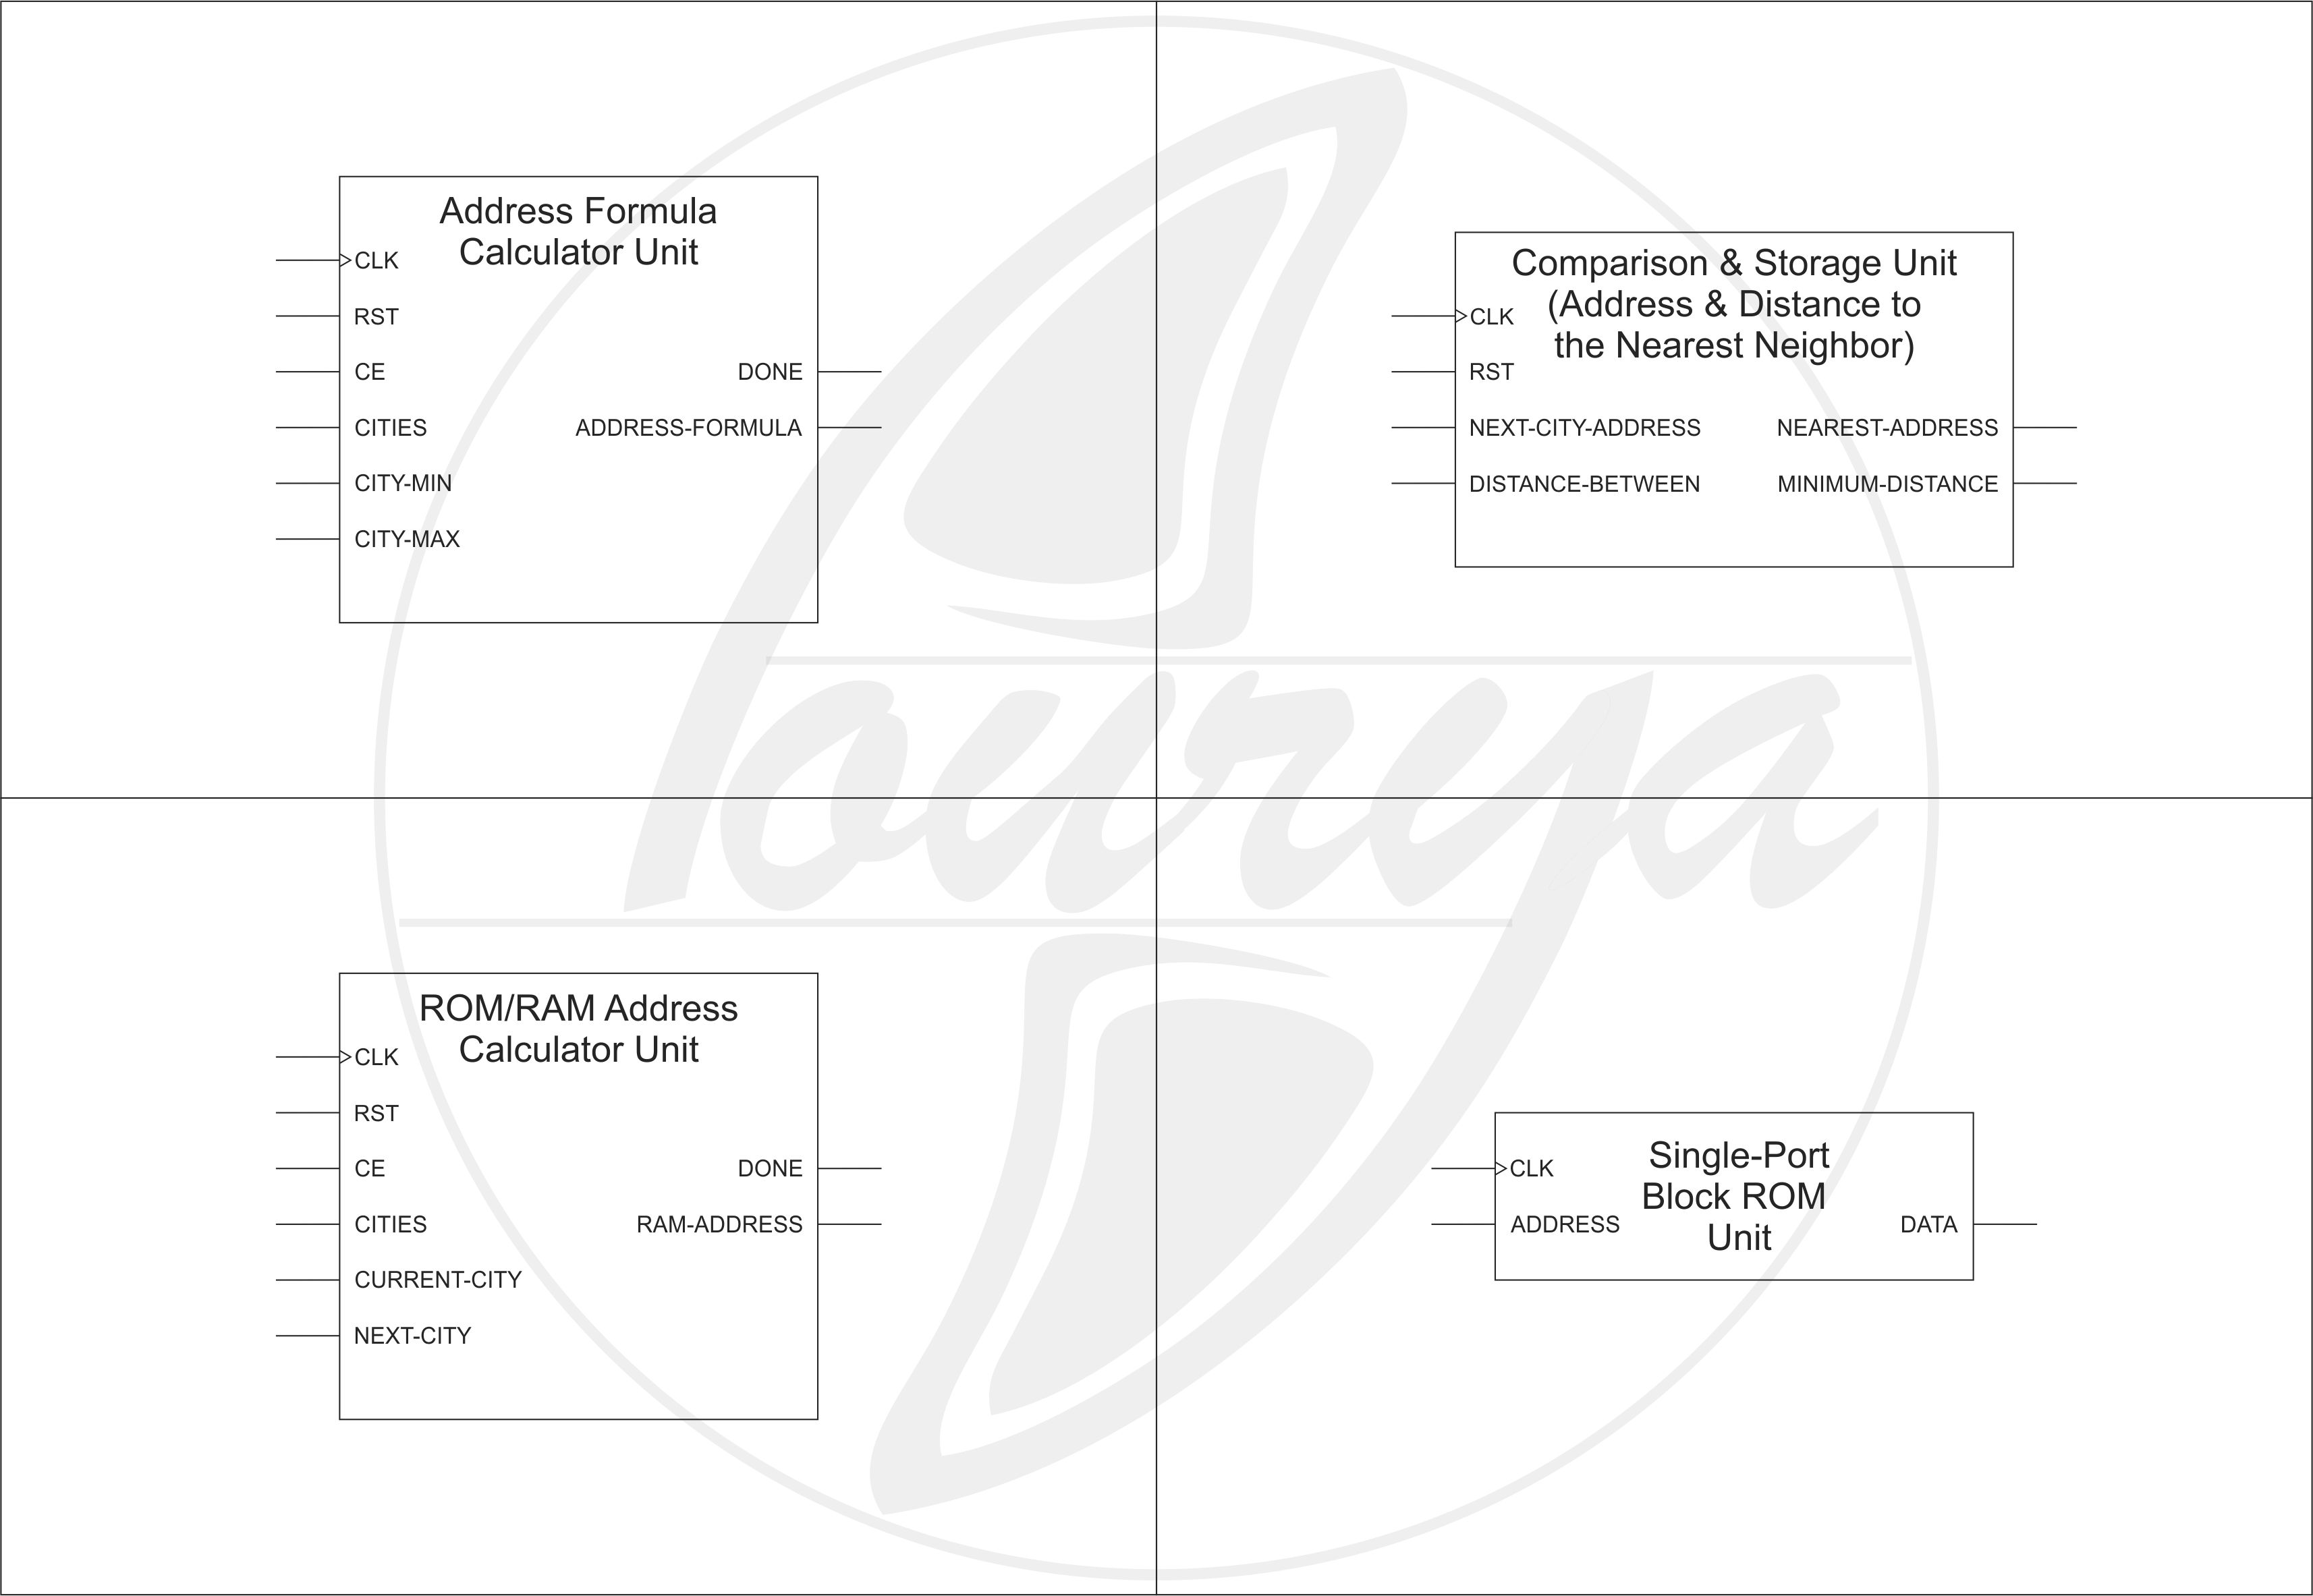 Address Formula
Calculator Unit
CLK
RST
CE DONE
CITIES ADDRESS-FORMULA
CITY-MIN
CITY-MAX
Comparison & Storage Unit
(Address & Distance to
the Nearest Neighbor)
CLK
RST
NEXT-CITY-ADDRESS NEAREST-ADDRESS
DISTANCE-BETWEEN MINIMUM-DISTANCE
ROM/RAM Address
Calculator Unit
CLK
RST
CE DONE
CITIES RAM-ADDRESS
CURRENT-CITY
NEXT-CITY
Single-Port
Block ROM
Unit
CLK
ADDRESS DATA